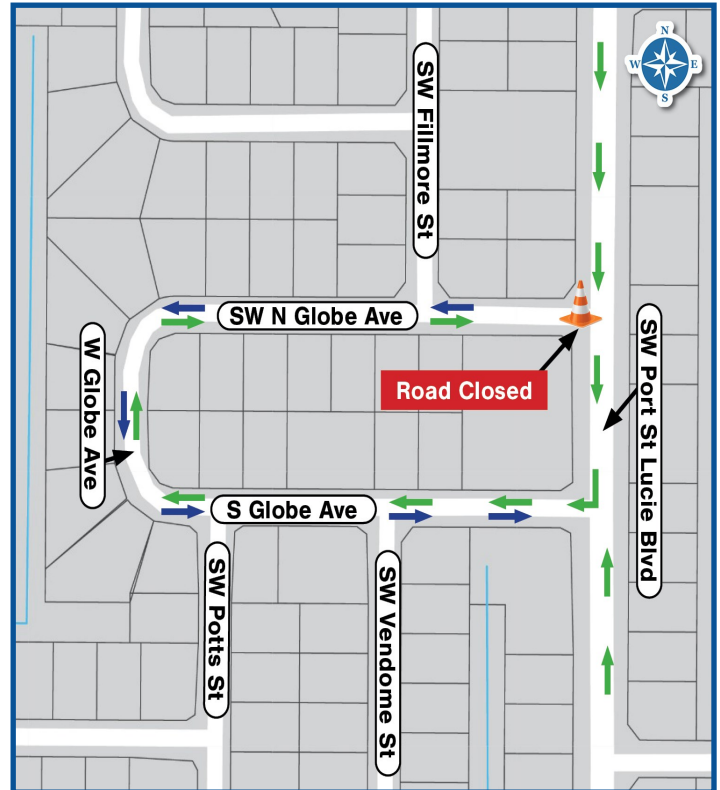 N
W
E
S
SW Fillmore St
SW N Globe Ave
W Globe Ave
Road Closed
SW Port St Lucie Blvd
S Globe Ave
SW Potts St
SW Vendome St